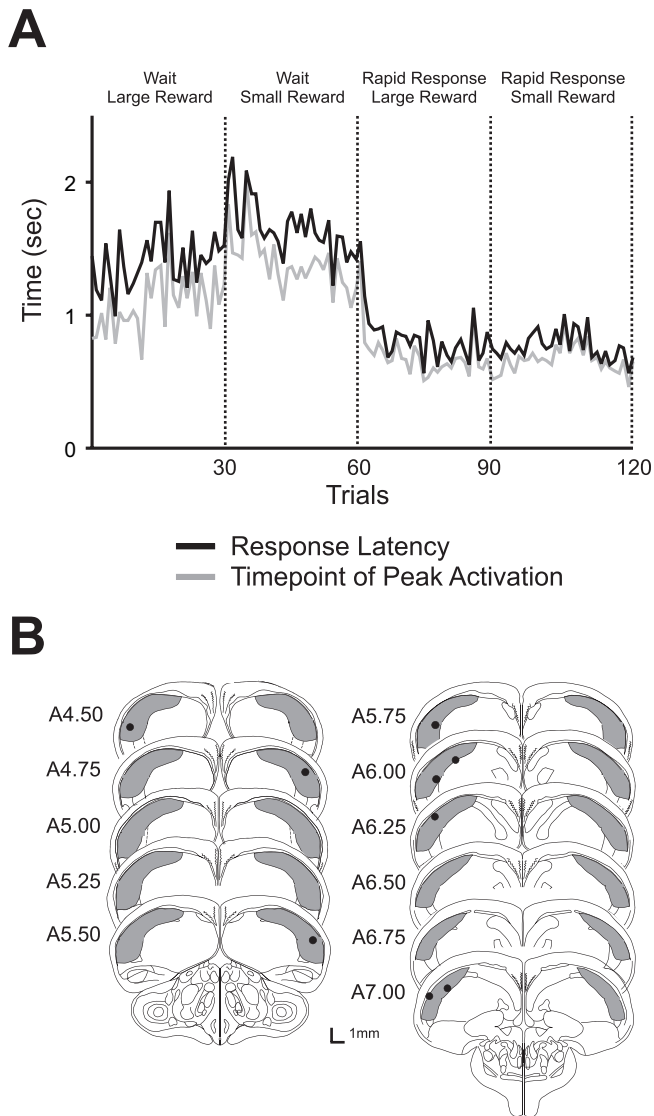 A
Wait
Large Reward
Wait
Small Reward
Rapid Response
Large Reward
Rapid Response
Small Reward
2
1
0
Time (sec)
30
60
90
120
Trials
Response Latency
Timepoint of Peak Activation
B
A4.50
A4.75
A5.00
A5.25
A5.50
A5.75
A6.00
A6.25
A6.50
A6.75
A7.00
1mm